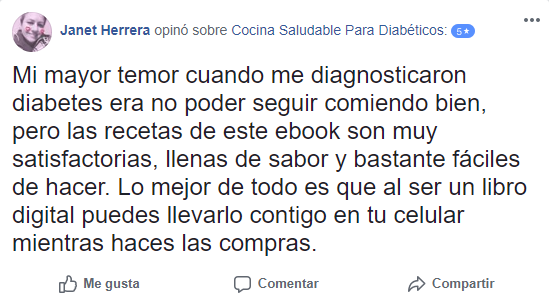 Janet Herrera opinó sobre Cocina Saludable Para Diabéticos: 5★
Mi mayor temor cuando me diagnosticaron
diabetes era no poder seguir comiendo bien,
pero las recetas de este ebook son muy
satisfactorias, llenas de sabor y bastante fáciles
de hacer. Lo mejor de todo es que al ser un libro
digital puedes llevarlo contigo en tu celular
mientras haces las compras.
Me gusta Comentar Compartir